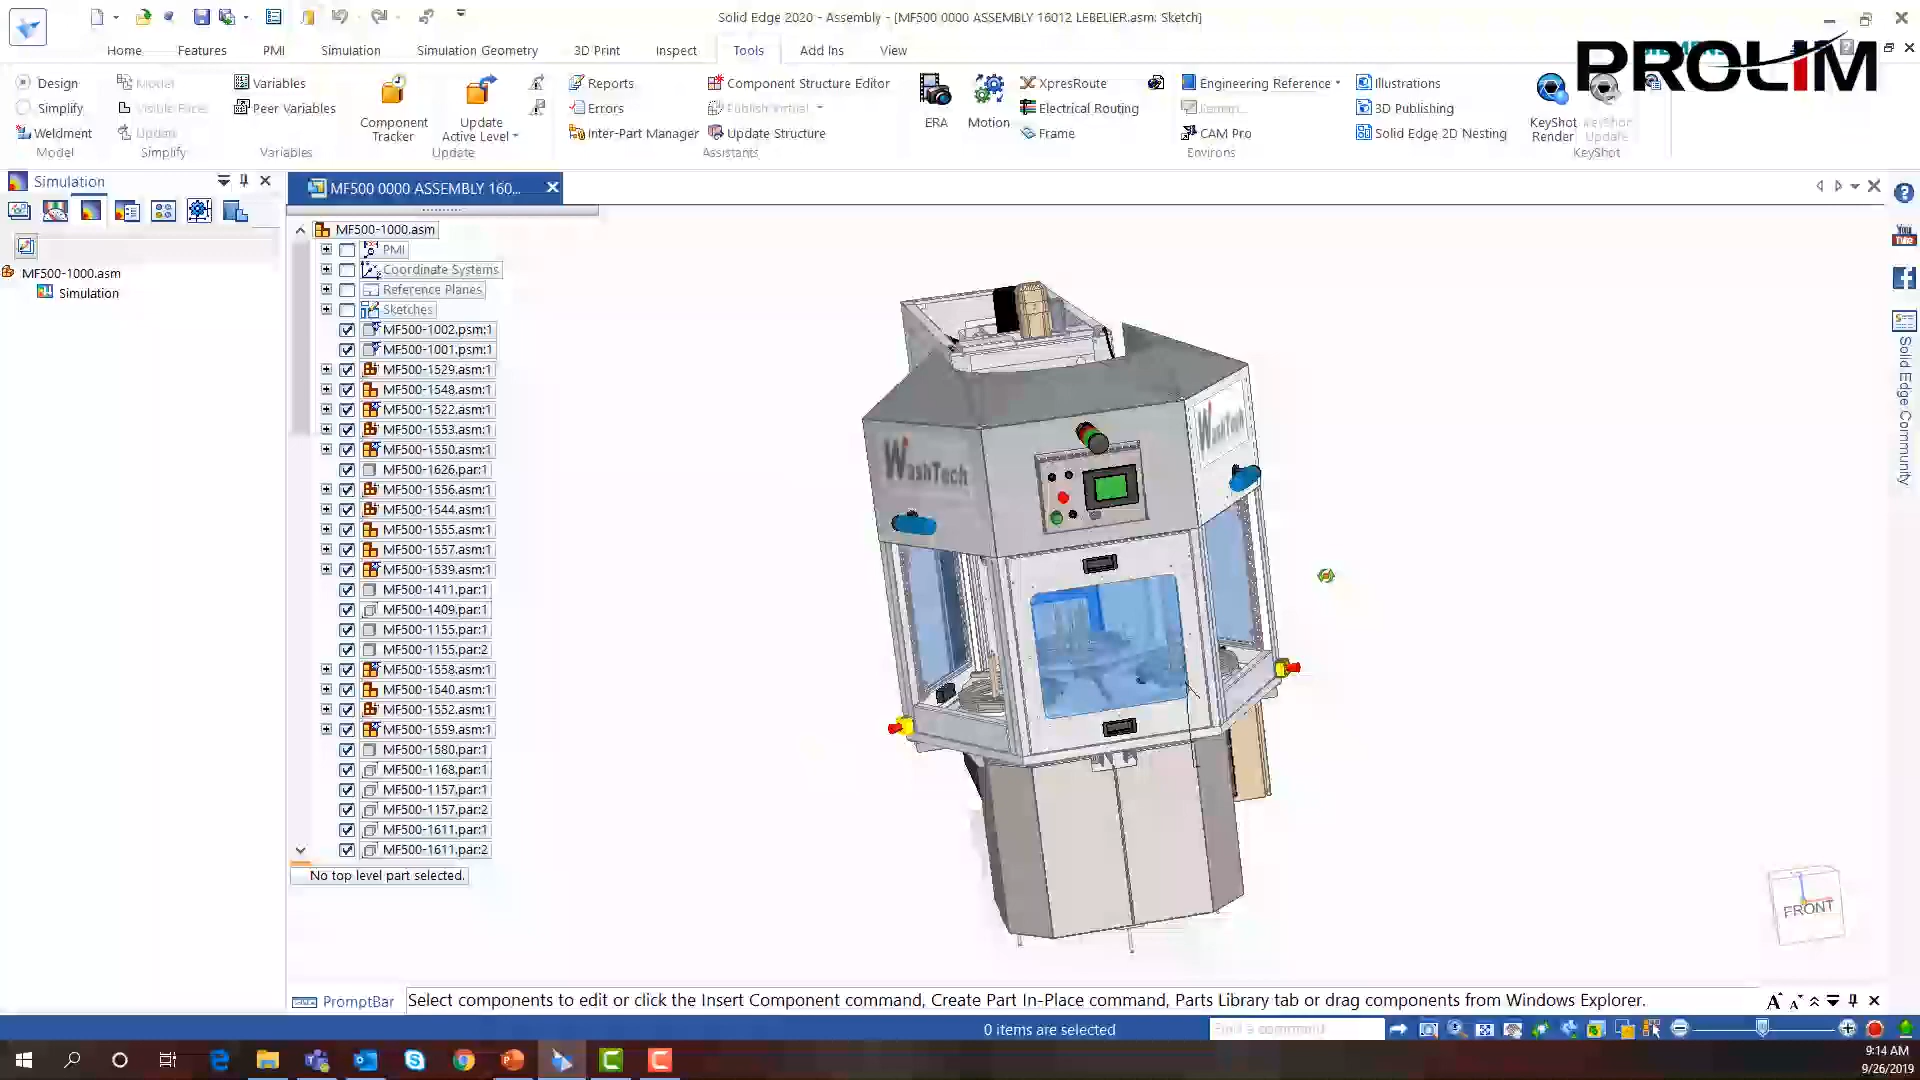 Solid Edge 2020 - Assembly - [MF500 0000 ASSEMBLY 16012 LEBELIER.asm: Sketch]
Home Features PMI Simulation Simulation Geometry 3D Print Inspect Tools Add Ins View
PROLIM
Design Model Variables Reports Component Structure Editor XpresRoute Engineering Reference Illustrations
Simplify Visible Faces Peer Variables Errors Publish Virtual Electrical Routing 3D Publishing
Weldment Update Inter-Part Manager Update Structure Frame CAM Pro Solid Edge 2D Nesting
Component Tracker
Update Active Level
ERA
Motion
KeyShot Render
KeyShot Update
Model Simplify Variables Update Assistants Environs KeyShot
Simulation
MF500 0000 ASSEMBLY 160...
MF500-1000.asm
Simulation
MF500-1000.asm
PMI
Coordinate Systems
Reference Planes
Sketches
MF500-1002.psm:1
MF500-1001.psm:1
MF500-1529.asm:1
MF500-1548.asm:1
MF500-1522.asm:1
MF500-1553.asm:1
MF500-1550.asm:1
MF500-1626.par:1
MF500-1556.asm:1
MF500-1544.asm:1
MF500-1555.asm:1
MF500-1557.asm:1
MF500-1539.asm:1
MF500-1411.par:1
MF500-1409.par:1
MF500-1155.par:1
MF500-1155.par:2
MF500-1558.asm:1
MF500-1540.asm:1
MF500-1552.asm:1
MF500-1559.asm:1
MF500-1580.par:1
MF500-1168.par:1
MF500-1157.par:1
MF500-1157.par:2
MF500-1611.par:1
MF500-1611.par:2
No top level part selected.
WashTech
WashTech
You
Tube
Solid Edge Community
FRONT
PromptBar
Select components to edit or click the Insert Component command, Create Part In-Place command, Parts Library tab or drag components from Windows Explorer.
0 items are selected
Find a command
9:14 AM
9/26/2019